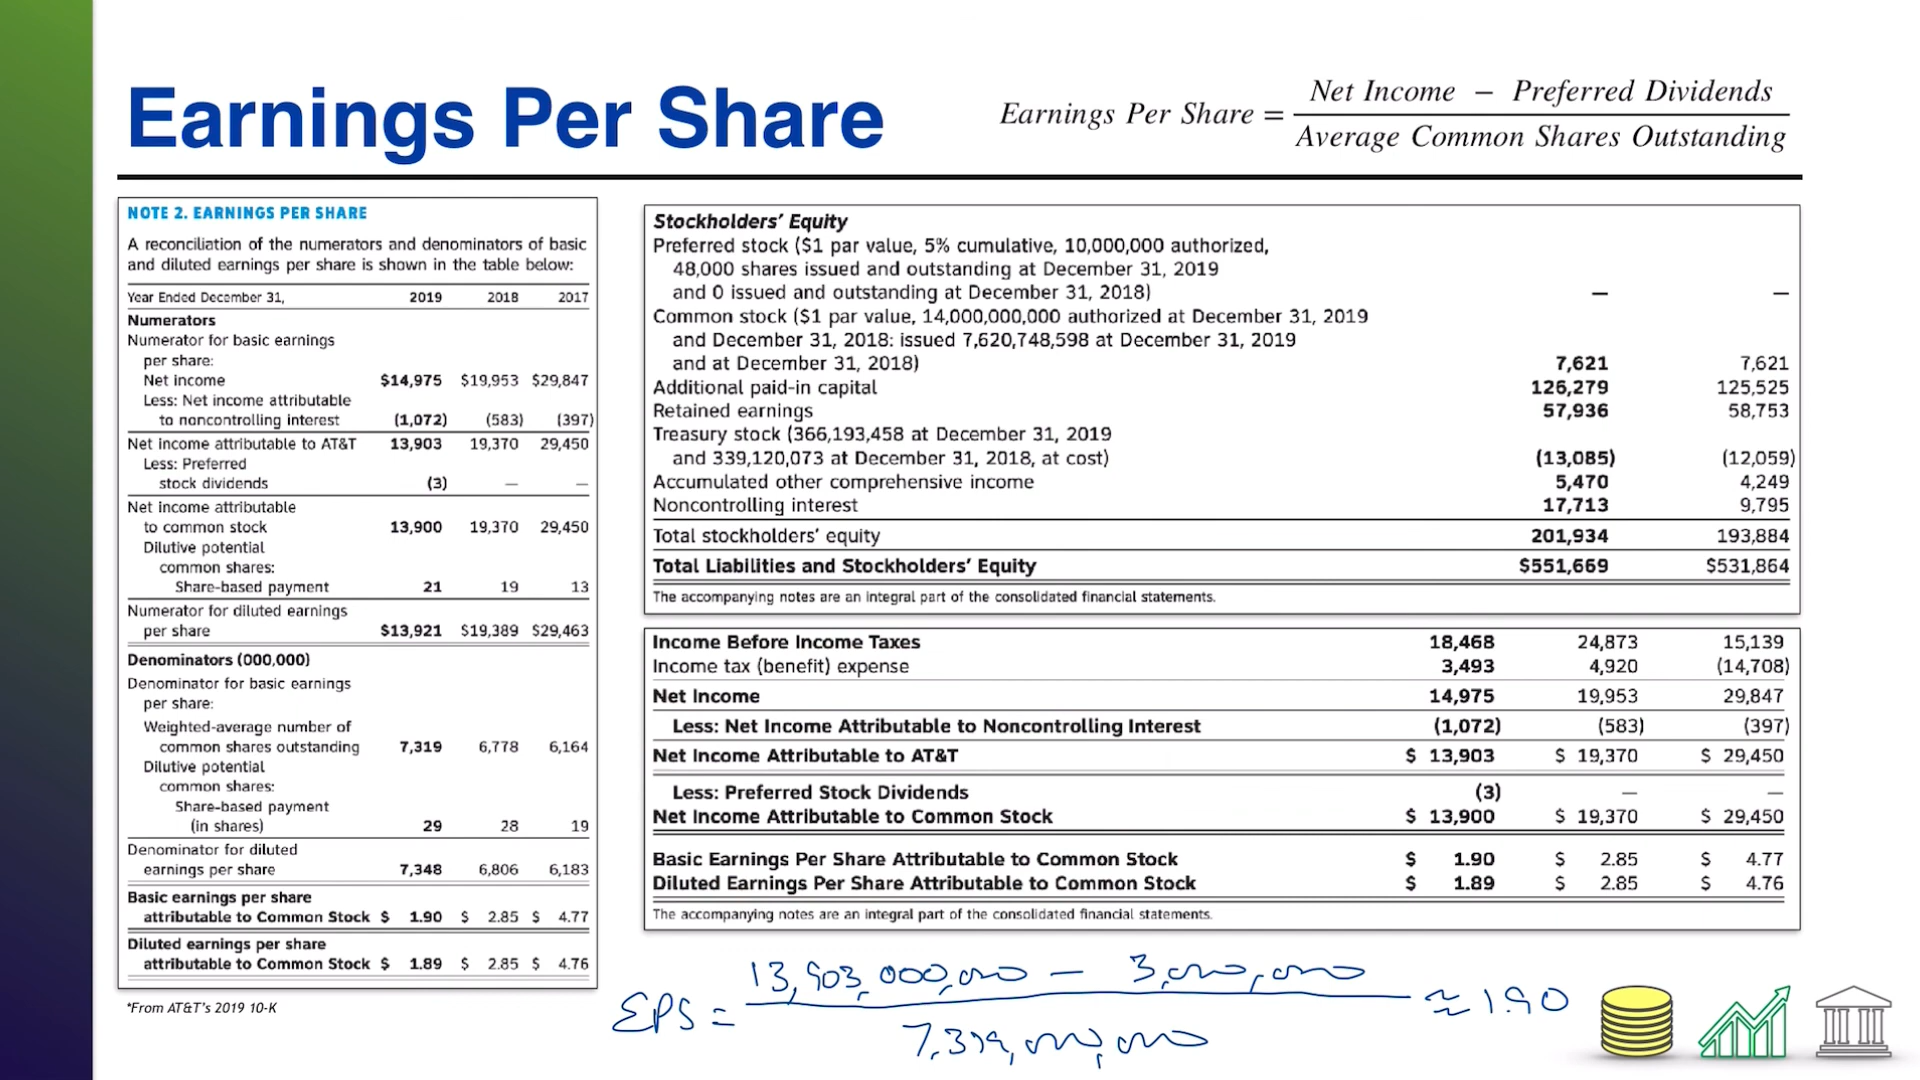 Earnings Per Share
Earnings Per Share = Net Income − Preferred Dividends / Average Common Shares Outstanding
NOTE 2. EARNINGS PER SHARE
A reconciliation of the numerators and denominators of basic
and diluted earnings per share is shown in the table below:
Year Ended December 31, 2019 2018 2017
Numerators
Numerator for basic earnings
per share:
Net income $14,975 $19,953 $29,847
Less: Net income attributable
to noncontrolling interest (1,072) (583) (397)
Net income attributable to AT&T 13,903 19,370 29,450
Less: Preferred
stock dividends (3) — —
Net income attributable
to common stock 13,900 19,370 29,450
Dilutive potential
common shares:
Share-based payment 21 19 13
Numerator for diluted earnings
per share $13,921 $19,389 $29,463
Denominators (000,000)
Denominator for basic earnings
per share:
Weighted-average number of
common shares outstanding 7,319 6,778 6,164
Dilutive potential
common shares:
Share-based payment
(in shares) 29 28 19
Denominator for diluted
earnings per share 7,348 6,806 6,183
Basic earnings per share
attributable to Common Stock $ 1.90 $ 2.85 $ 4.77
Diluted earnings per share
attributable to Common Stock $ 1.89 $ 2.85 $ 4.76
*From AT&T's 2019 10-K
Stockholders' Equity
Preferred stock ($1 par value, 5% cumulative, 10,000,000 authorized,
48,000 shares issued and outstanding at December 31, 2019
and 0 issued and outstanding at December 31, 2018) — —
Common stock ($1 par value, 14,000,000,000 authorized at December 31, 2019
and December 31, 2018: issued 7,620,748,598 at December 31, 2019
and at December 31, 2018) 7,621 7,621
Additional paid-in capital 126,279 125,525
Retained earnings 57,936 58,753
Treasury stock (366,193,458 at December 31, 2019
and 339,120,073 at December 31, 2018, at cost) (13,085) (12,059)
Accumulated other comprehensive income 5,470 4,249
Noncontrolling interest 17,713 9,795
Total stockholders' equity 201,934 193,884
Total Liabilities and Stockholders' Equity $551,669 $531,864
The accompanying notes are an integral part of the consolidated financial statements.
Income Before Income Taxes 18,468 24,873 15,139
Income tax (benefit) expense 3,493 4,920 (14,708)
Net Income 14,975 19,953 29,847
Less: Net Income Attributable to Noncontrolling Interest (1,072) (583) (397)
Net Income Attributable to AT&T $ 13,903 $ 19,370 $ 29,450
Less: Preferred Stock Dividends (3) — —
Net Income Attributable to Common Stock $ 13,900 $ 19,370 $ 29,450
Basic Earnings Per Share Attributable to Common Stock $ 1.90 $ 2.85 $ 4.77
Diluted Earnings Per Share Attributable to Common Stock $ 1.89 $ 2.85 $ 4.76
The accompanying notes are an integral part of the consolidated financial statements.
13,903,000,000 − 3,000,000
EPS = ≈ 1.90